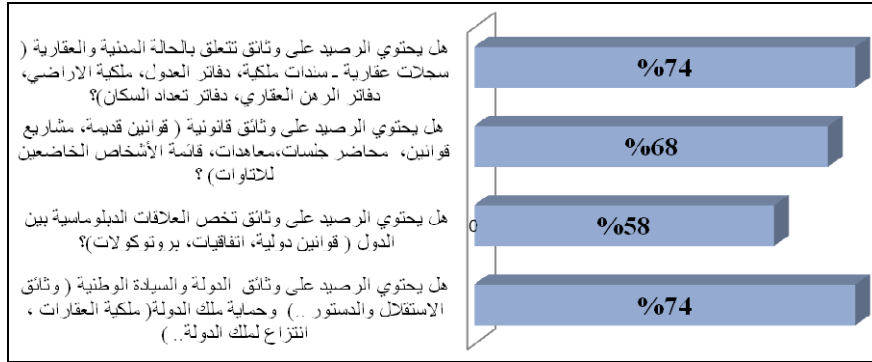 هل يحتوي الرصيد على وثائق تتعلق بالحالة المدنية والعقارية (
سجلات عقارية ـ سندات ملكية، دفاتر العدول، ملكية الاراضي،
دفاتر الرهن العقاري، دفاتر تعداد السكان)؟
%74
هل يحتوي الرصيد على وثائق قانونية ( قوانين قديمة، مشاريع
قوانين، محاضر جلسات،معاهدات، قائمة الأشخاص الخاضعين
للاتاوات) ؟
%68
هل يحتوي الرصيد على وثائق تخص العلاقات الدبلوماسية بين
الدول ( قوانين دولية، اتفاقيات، بروتوكولات)؟
0
%58
هل يحتوي الرصيد على وثائق الدولة والسيادة الوطنية ( وثائق
الاستقلال والدستور ..) وحماية ملك الدولة( ملكية العقارات ،
انتزاع لملك الدولة.. )
%74